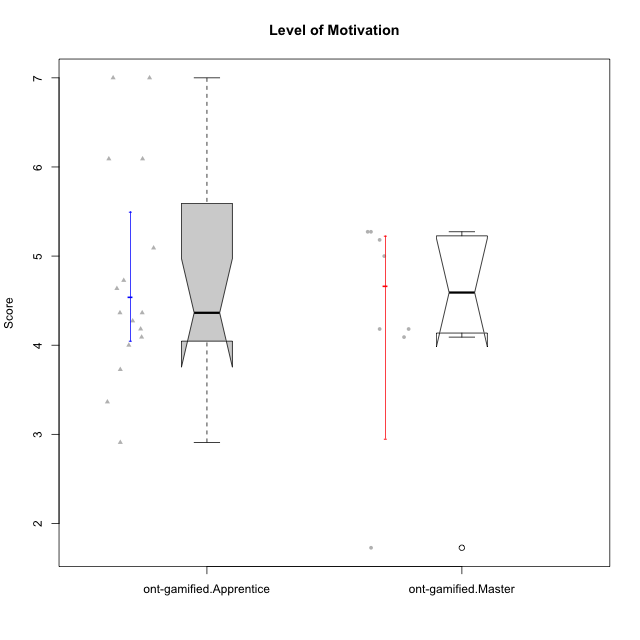 Level of Motivation
Score
7
6
5
4
3
2
ont-gamified.Apprentice
ont-gamified.Master